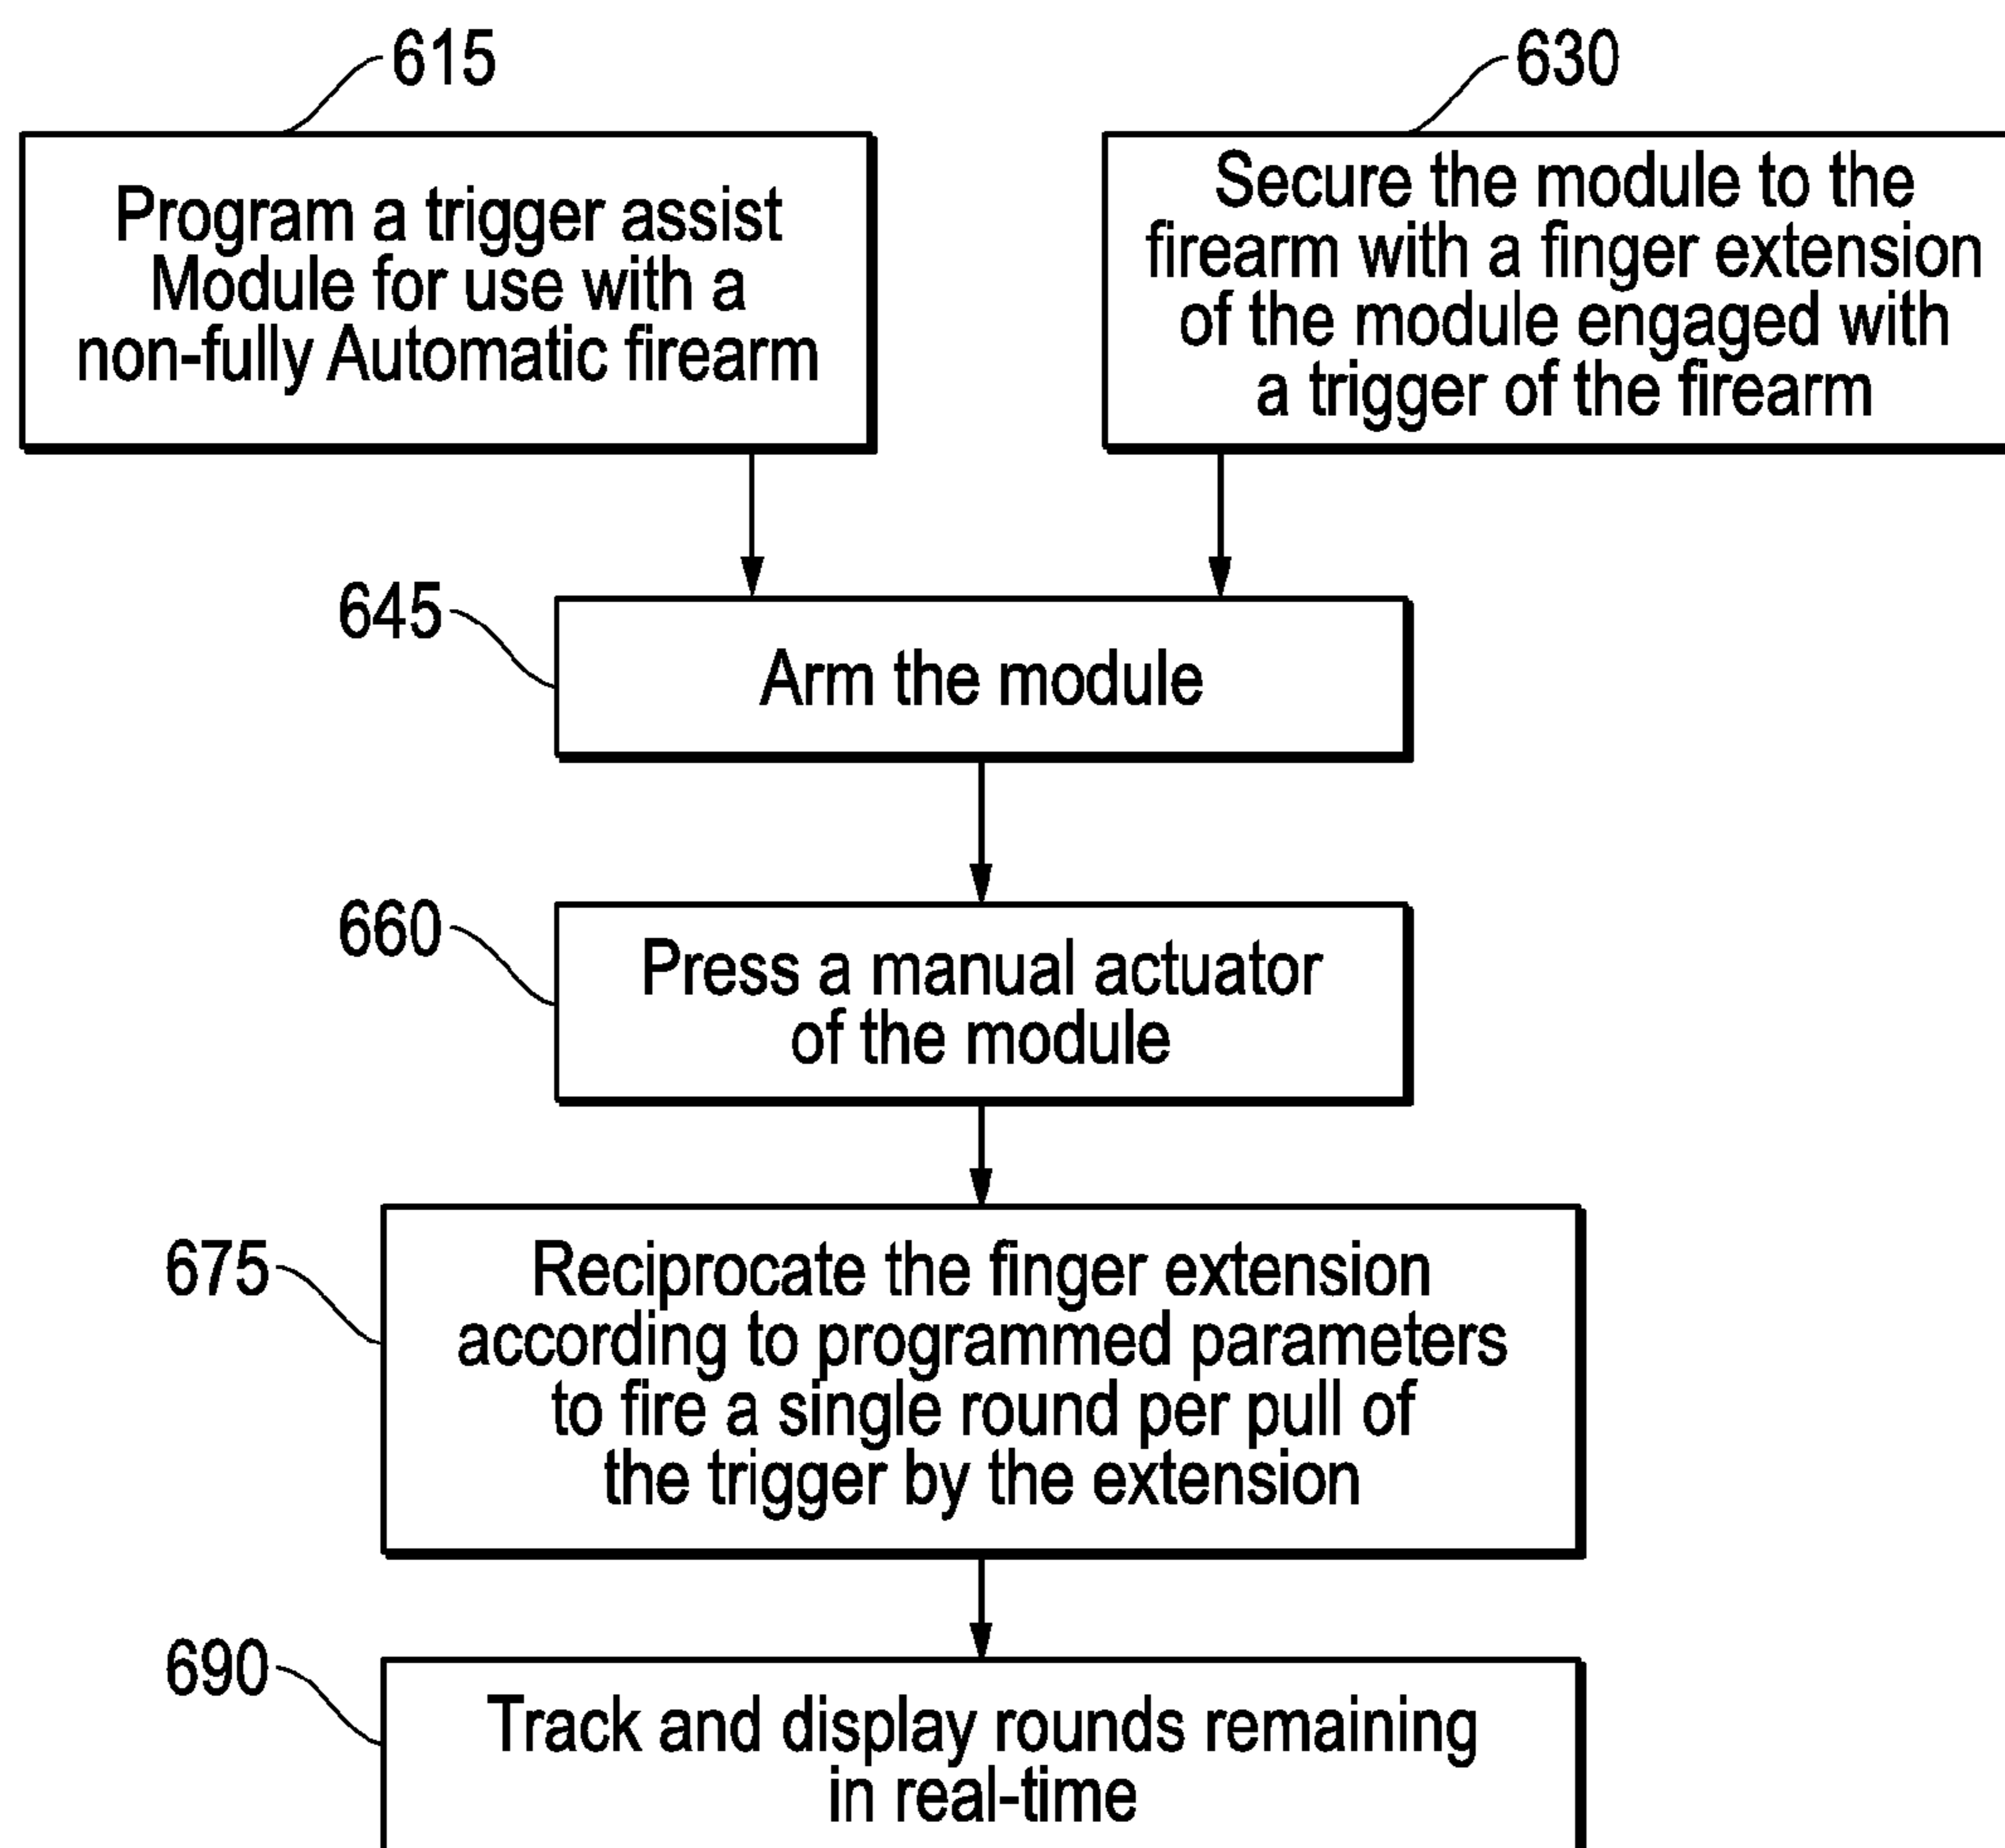 615
Program a trigger assist
Module for use with a
non-fully Automatic firearm
630
Secure the module to the
firearm with a finger extension
of the module engaged with
a trigger of the firearm
645
Arm the module
660
Press a manual actuator
of the module
675
Reciprocate the finger extension
according to programmed parameters
to fire a single round per pull of
the trigger by the extension
690
Track and display rounds remaining
in real-time